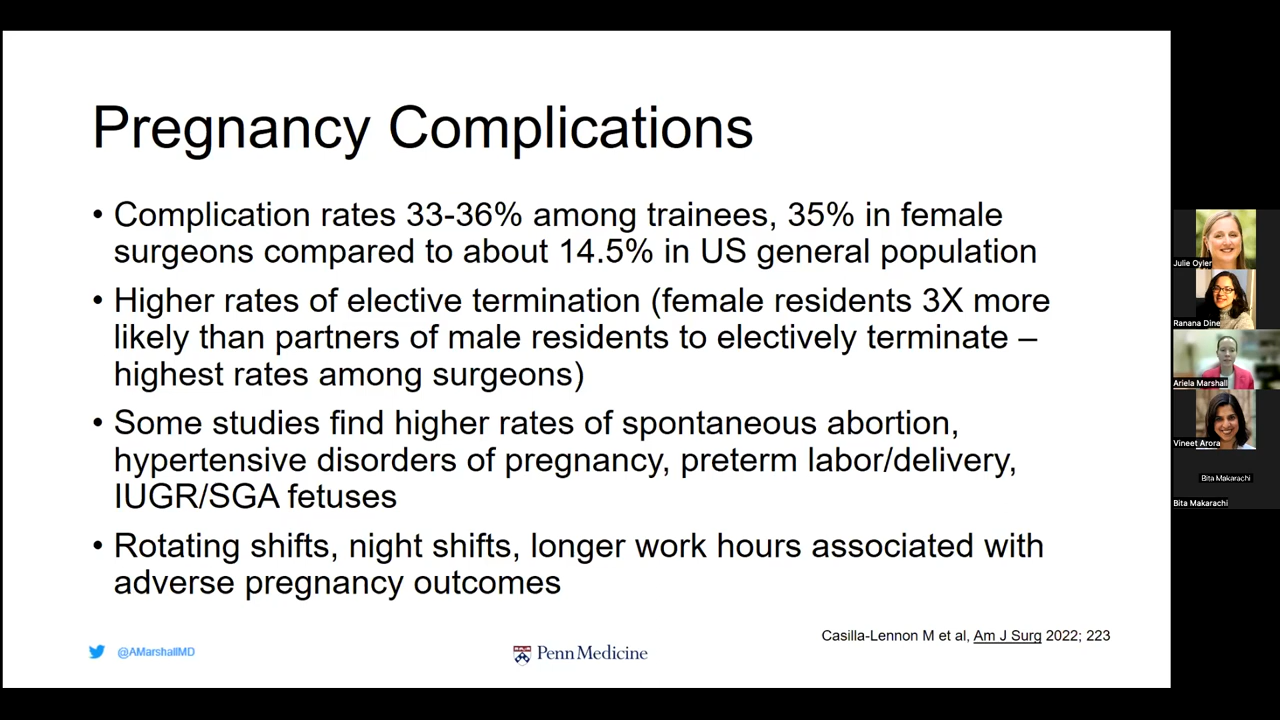 Pregnancy Complications
• Complication rates 33-36% among trainees, 35% in female
surgeons compared to about 14.5% in US general population
• Higher rates of elective termination (female residents 3X more
likely than partners of male residents to electively terminate –
highest rates among surgeons)
• Some studies find higher rates of spontaneous abortion,
hypertensive disorders of pregnancy, preterm labor/delivery,
IUGR/SGA fetuses
• Rotating shifts, night shifts, longer work hours associated with
adverse pregnancy outcomes
Casilla-Lennon M et al, Am J Surg 2022; 223
@AMarshallMD
Penn Medicine
Julie Oyler
Ranana Dine
Ariela Marshall
Vineet Arora
Bita Makarachi
Bita Makarachi